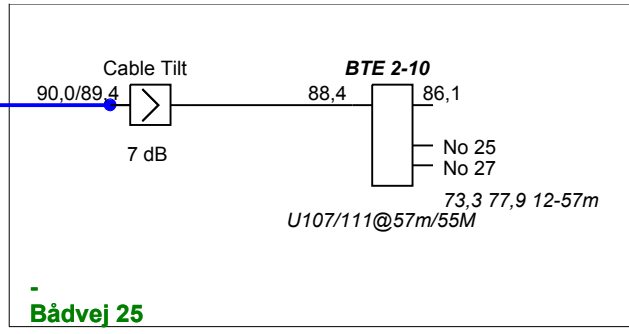 Cable Tilt
BTE 2-10
90,0/89,4
88,4
86,1
7 dB
No 25
No 27
73,3 77,9 12-57m
U107/111@57m/55M
-
Bådvej 25